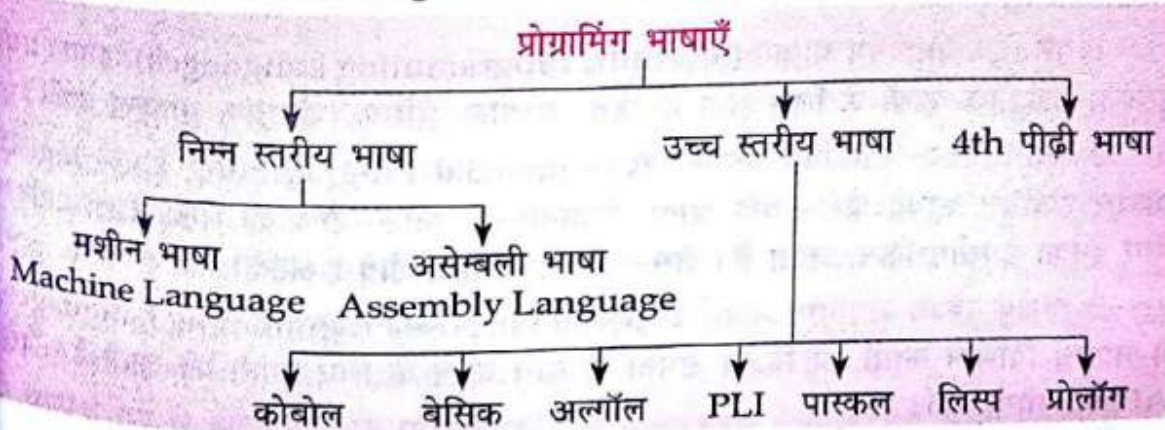 प्रोग्रामिंग भाषाएँ
निम्न स्तरीय भाषा
उच्च स्तरीय भाषा
4th पीढ़ी भाषा
मशीन भाषा
Machine Language
असेम्बली भाषा
Assembly Language
कोबोल बेसिक अल्गॉल PLI पास्कल लिस्प प्रोलॉग